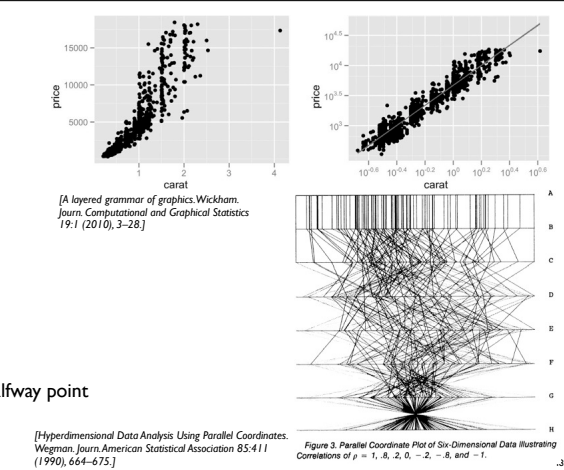 15000
10000
5000
price
1
2
3
4
carat
10^4.5
10^4
10^3.5
10^3
price
10^-0.6
10^-0.4
10^-0.2
10^0
10^0.2
10^0.4
10^0.6
carat
[A layered grammar of graphics. Wickham.
Journ. Computational and Graphical Statistics
19:1 (2010), 3–28.]
A
B
C
D
E
F
G
H
point
[Hyperdimensional Data Analysis Using Parallel Coordinates.
Wegman. Journ. American Statistical Association 85:411
(1990), 664–675.]
Figure 3. Parallel Coordinate Plot of Six-Dimensional Data Illustrating
Correlations of ρ = 1, .8, .2, 0, -.2, -.8, and -1.